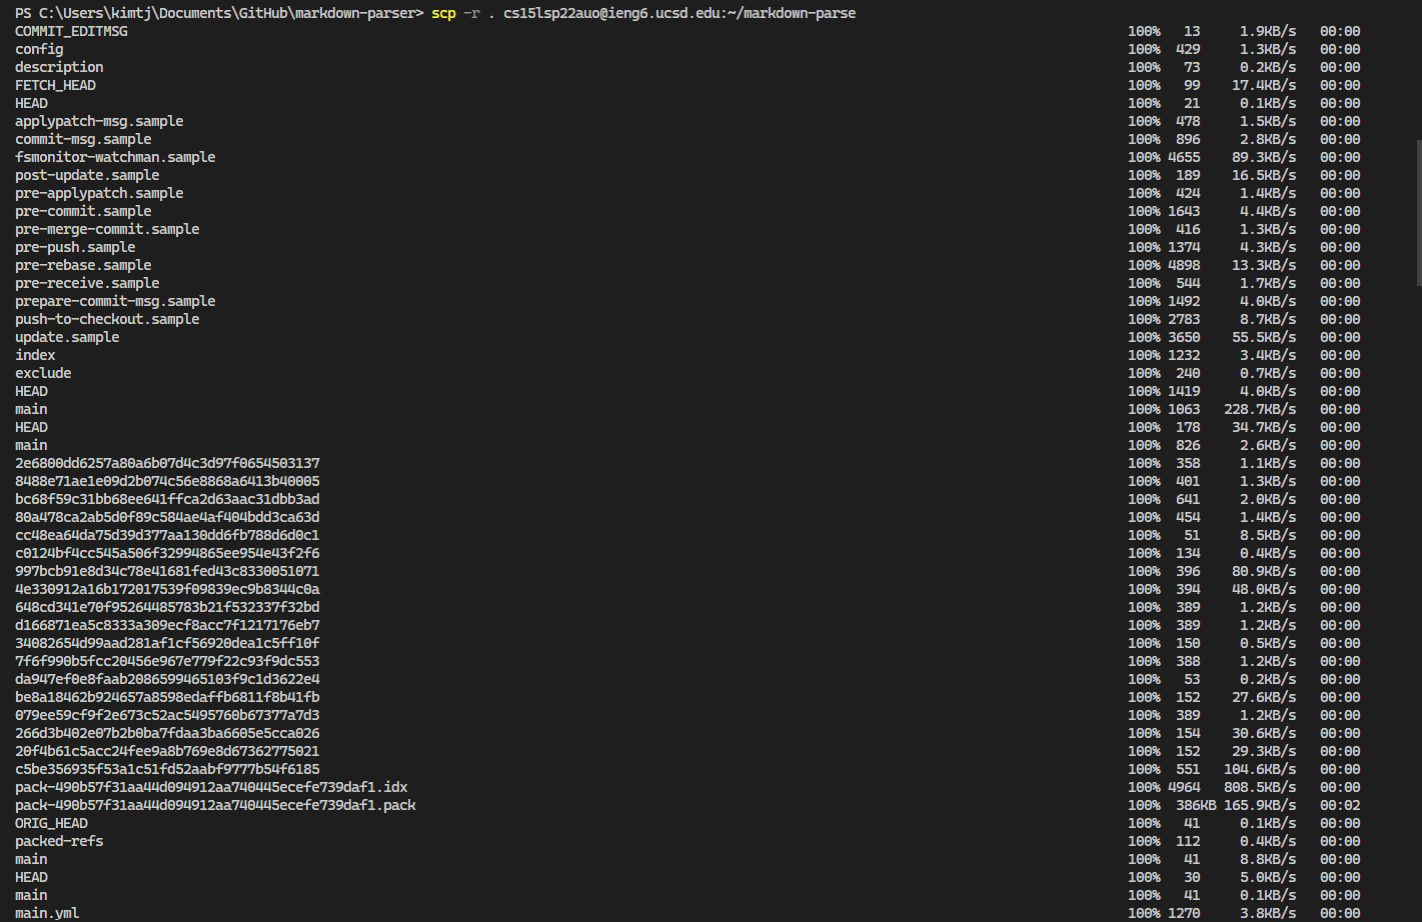 PS C:\Users\kimtj\Documents\GitHub\markdown-parser> scp -r . cs15lsp22auo@ieng6.ucsd.edu:~/markdown-parse
COMMIT_EDITMSG 100% 13 1.9KB/s 00:00
config 100% 429 1.3KB/s 00:00
description 100% 73 0.2KB/s 00:00
FETCH_HEAD 100% 99 17.4KB/s 00:00
HEAD 100% 21 0.1KB/s 00:00
applypatch-msg.sample 100% 478 1.5KB/s 00:00
commit-msg.sample 100% 896 2.8KB/s 00:00
fsmonitor-watchman.sample 100% 4655 89.3KB/s 00:00
post-update.sample 100% 189 16.5KB/s 00:00
pre-applypatch.sample 100% 424 1.4KB/s 00:00
pre-commit.sample 100% 1643 4.4KB/s 00:00
pre-merge-commit.sample 100% 416 1.3KB/s 00:00
pre-push.sample 100% 1374 4.3KB/s 00:00
pre-rebase.sample 100% 4898 13.3KB/s 00:00
pre-receive.sample 100% 544 1.7KB/s 00:00
prepare-commit-msg.sample 100% 1492 4.0KB/s 00:00
push-to-checkout.sample 100% 2783 8.7KB/s 00:00
update.sample 100% 3650 55.5KB/s 00:00
index 100% 1232 3.4KB/s 00:00
exclude 100% 240 0.7KB/s 00:00
HEAD 100% 1419 4.0KB/s 00:00
main 100% 1063 228.7KB/s 00:00
HEAD 100% 178 34.7KB/s 00:00
main 100% 826 2.6KB/s 00:00
2e6800dd6257a80a6b07d4c3d97f0654503137 100% 358 1.1KB/s 00:00
8488e71ae1e09d2b074c56e8868a6413b40005 100% 401 1.3KB/s 00:00
bc68f59c31bb68ee641ffca2d63aac31dbb3ad 100% 641 2.0KB/s 00:00
80a478ca2ab5d0f89c584ae4af404bdd3ca63d 100% 454 1.4KB/s 00:00
cc48ea64da75d39d377aa130dd6fb788d6d0c1 100% 51 8.5KB/s 00:00
c0124bf4cc545a506f32994865ee954e43f2f6 100% 134 0.4KB/s 00:00
997bcb91e8d34c78e41681fed43c8330051071 100% 396 80.9KB/s 00:00
4e330912a16b172017539f09839ec9b8344c0a 100% 394 48.0KB/s 00:00
648cd341e70f95264485783b21f532337f32bd 100% 389 1.2KB/s 00:00
d166871ea5c8333a309ecf8acc7f1217176eb7 100% 389 1.2KB/s 00:00
34082654d99aad281af1cf56920dea1c5ff10f 100% 150 0.5KB/s 00:00
7f6f990b5fcc20456e967e779f22c93f9dc553 100% 388 1.2KB/s 00:00
da947ef0e8faab2086599465103f9c1d3622e4 100% 53 0.2KB/s 00:00
be8a18462b924657a8598edaffb6811f8b41fb 100% 152 27.6KB/s 00:00
079ee59cf9f2e673c52ac5495760b67377a7d3 100% 389 1.2KB/s 00:00
266d3b402e07b2b0ba7fdaa3ba6605e5cca026 100% 154 30.6KB/s 00:00
20f4b61c5acc24fee9a8b769e8d67362775021 100% 152 29.3KB/s 00:00
c5be356935f53a1c51fd52aabf9777b54f6185 100% 551 104.6KB/s 00:00
pack-490b57f31aa44d094912aa740445ecefe739daf1.idx 100% 4964 808.5KB/s 00:00
pack-490b57f31aa44d094912aa740445ecefe739daf1.pack 100% 386KB 165.9KB/s 00:02
ORIG_HEAD 100% 41 0.1KB/s 00:00
packed-refs 100% 112 0.4KB/s 00:00
main 100% 41 8.8KB/s 00:00
HEAD 100% 30 5.0KB/s 00:00
main 100% 41 0.1KB/s 00:00
main.yml 100% 1270 3.8KB/s 00:00